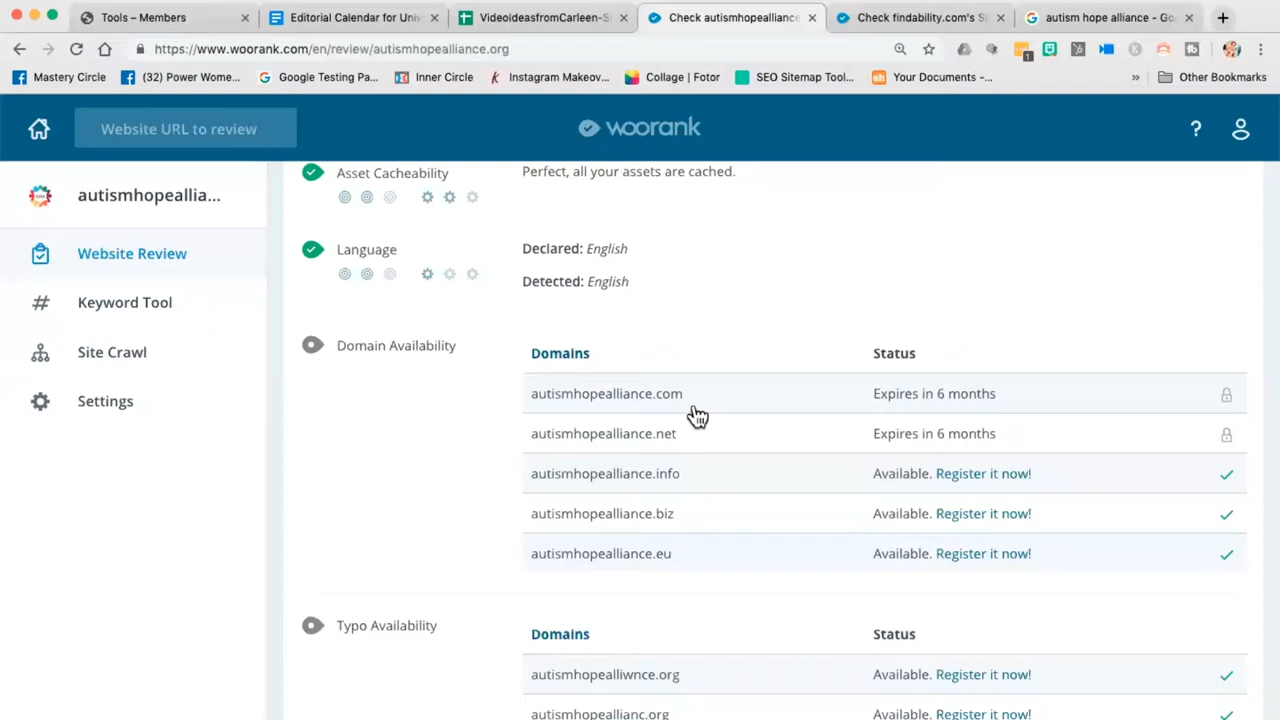 Tools – Members
Editorial Calendar for Univ
VideoideasfromCarleen-S
Check autismhopealliance
Check findability.com's S
autism hope alliance - Go
https://www.woorank.com/en/review/autismhopealliance.org
1
Mastery Circle
(32) Power Wome...
Google Testing Pa...
Inner Circle
Instagram Makeov...
Collage | Fotor
SEO Sitemap Tool...
Your Documents -...
»
Other Bookmarks
Website URL to review
woorank
?
autismhopeallia...
Website Review
Keyword Tool
Site Crawl
Settings
Asset Cacheability
Perfect, all your assets are cached.
Language
Declared: English
Detected: English
Domain Availability
Domains Status
autismhopealliance.com Expires in 6 months
autismhopealliance.net Expires in 6 months
autismhopealliance.info Available. Register it now!
autismhopealliance.biz Available. Register it now!
autismhopealliance.eu Available. Register it now!
Typo Availability
Domains Status
autismhopealliwnce.org Available. Register it now!
autismhopeallianc.org Available. Register it now!